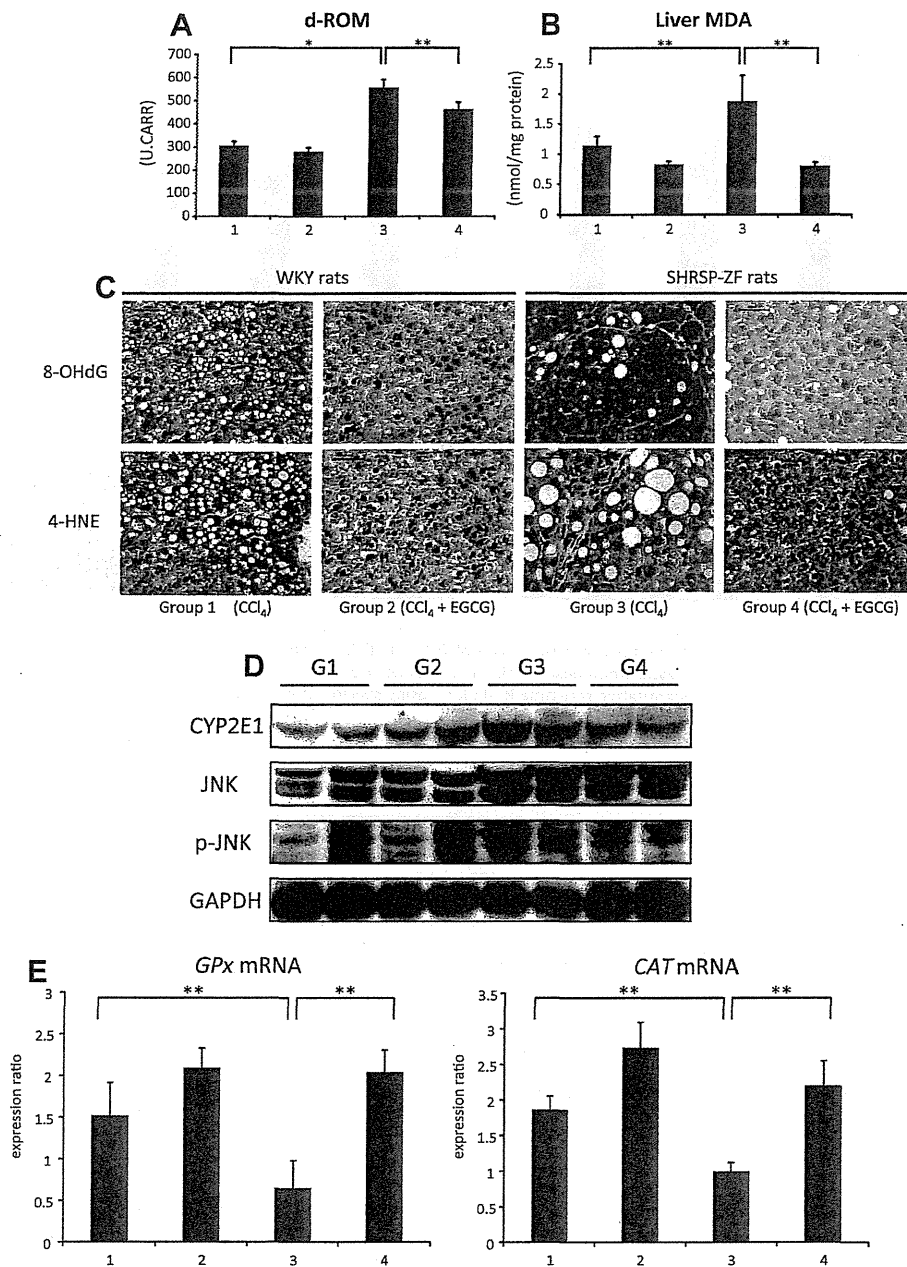 A
d-ROM
*
**
700
600
500
400
300
200
100
0
(U.CARR)
1 2 3 4
B
Liver MDA
**
**
2.5
2
1.5
1
0.5
0
(nmol/mg protein)
1 2 3 4
C
WKY rats
SHRSP-ZF rats
8-OHdG
4-HNE
Group 1 (CCl₄)
Group 2 (CCl₄ + EGCG)
Group 3 (CCl₄)
Group 4 (CCl₄ + EGCG)
D
G1 G2 G3 G4
CYP2E1
JNK
p-JNK
GAPDH
E
GPx mRNA
**
**
3
2.5
2
1.5
1
0.5
0
expression ratio
1 2 3 4
CAT mRNA
**
**
3.5
3
2.5
2
1.5
1
0.5
0
expression ratio
1 2 3 4